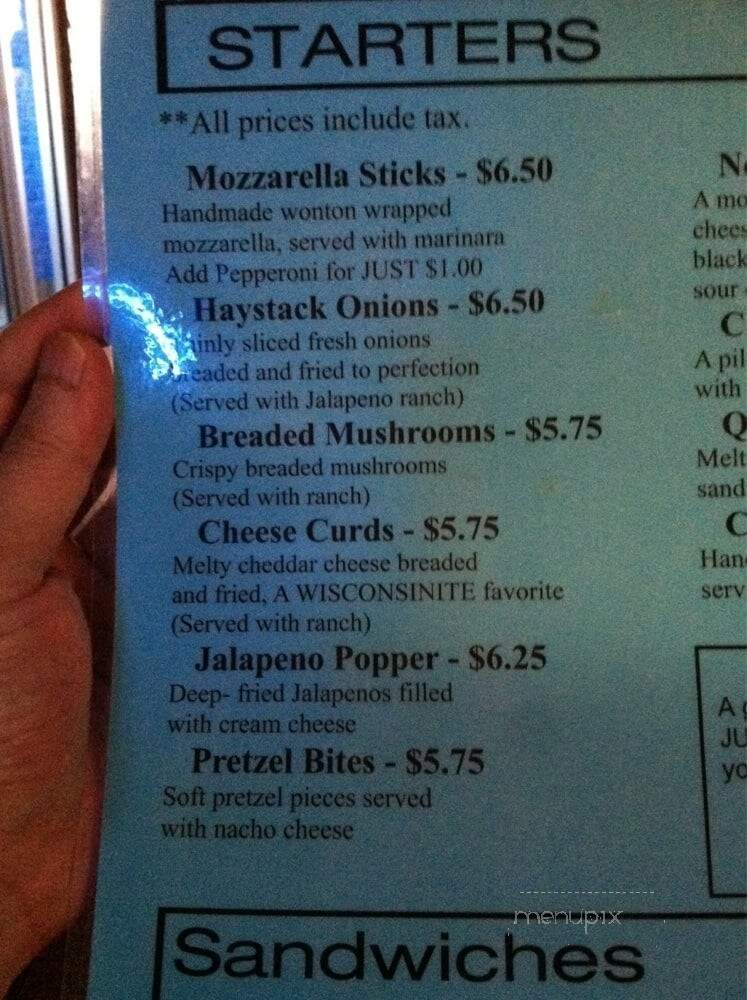 STARTERS
**All prices include tax.
Mozzarella Sticks - $6.50
Handmade wonton wrapped
mozzarella, served with marinara
Add Pepperoni for JUST $1.00
Haystack Onions - $6.50
sliced fresh onions
and fried to perfection
(Served with Jalapeno ranch)
Breaded Mushrooms - $5.75
Crispy breaded mushrooms
(Served with ranch)
Cheese Curds - $5.75
Melty cheddar cheese breaded
and fried, A WISCONSINITE favorite
(Served with ranch)
Jalapeno Popper - $6.25
Deep- fried Jalapenos filled
with cream cheese
Pretzel Bites - $5.75
Soft pretzel pieces served
with nacho cheese
A
black
sour
A
with
A
Sandwiches
menupix